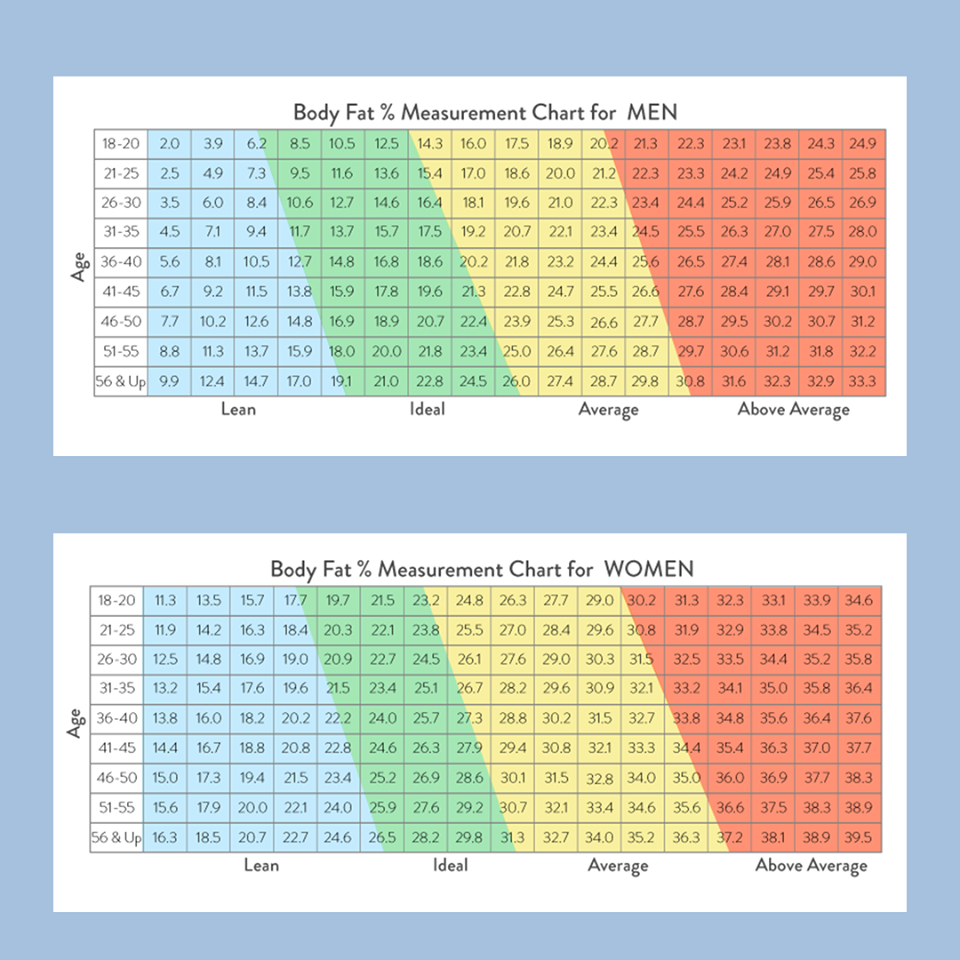 Body Fat % Measurement Chart for MEN
18-20 2.0 3.9 6.2 8.5 10.5 12.5 14.3 16.0 17.5 18.9 20.2 21.3 22.3 23.1 23.8 24.3 24.9
21-25 2.5 4.9 7.3 9.5 11.6 13.6 15.4 17.0 18.6 20.0 21.2 22.3 23.3 24.2 24.9 25.4 25.8
26-30 3.5 6.0 8.4 10.6 12.7 14.6 16.4 18.1 19.6 21.0 22.3 23.4 24.4 25.2 25.9 26.5 26.9
31-35 4.5 7.1 9.4 11.7 13.7 15.7 17.5 19.2 20.7 22.1 23.4 24.5 25.5 26.3 27.0 27.5 28.0
Age
36-40 5.6 8.1 10.5 12.7 14.8 16.8 18.6 20.2 21.8 23.2 24.4 25.6 26.5 27.4 28.1 28.6 29.0
41-45 6.7 9.2 11.5 13.8 15.9 17.8 19.6 21.3 22.8 24.7 25.5 26.6 27.6 28.4 29.1 29.7 30.1
46-50 7.7 10.2 12.6 14.8 16.9 18.9 20.7 22.4 23.9 25.3 26.6 27.7 28.7 29.5 30.2 30.7 31.2
51-55 8.8 11.3 13.7 15.9 18.0 20.0 21.8 23.4 25.0 26.4 27.6 28.7 29.7 30.6 31.2 31.8 32.2
56 & Up 9.9 12.4 14.7 17.0 19.1 21.0 22.8 24.5 26.0 27.4 28.7 29.8 30.8 31.6 32.3 32.9 33.3
Lean Ideal Average Above Average
Body Fat % Measurement Chart for WOMEN
18-20 11.3 13.5 15.7 17.7 19.7 21.5 23.2 24.8 26.3 27.7 29.0 30.2 31.3 32.3 33.1 33.9 34.6
21-25 11.9 14.2 16.3 18.4 20.3 22.1 23.8 25.5 27.0 28.4 29.6 30.8 31.9 32.9 33.8 34.5 35.2
26-30 12.5 14.8 16.9 19.0 20.9 22.7 24.5 26.1 27.6 29.0 30.3 31.5 32.5 33.5 34.4 35.2 35.8
31-35 13.2 15.4 17.6 19.6 21.5 23.4 25.1 26.7 28.2 29.6 30.9 32.1 33.2 34.1 35.0 35.8 36.4
Age
36-40 13.8 16.0 18.2 20.2 22.2 24.0 25.7 27.3 28.8 30.2 31.5 32.7 33.8 34.8 35.6 36.4 37.6
41-45 14.4 16.7 18.8 20.8 22.8 24.6 26.3 27.9 29.4 30.8 32.1 33.3 34.4 35.4 36.3 37.0 37.7
46-50 15.0 17.3 19.4 21.5 23.4 25.2 26.9 28.6 30.1 31.5 32.8 34.0 35.0 36.0 36.9 37.7 38.3
51-55 15.6 17.9 20.0 22.1 24.0 25.9 27.6 29.2 30.7 32.1 33.4 34.6 35.6 36.6 37.5 38.3 38.9
56 & Up 16.3 18.5 20.7 22.7 24.6 26.5 28.2 29.8 31.3 32.7 34.0 35.2 36.3 37.2 38.1 38.9 39.5
Lean Ideal Average Above Average